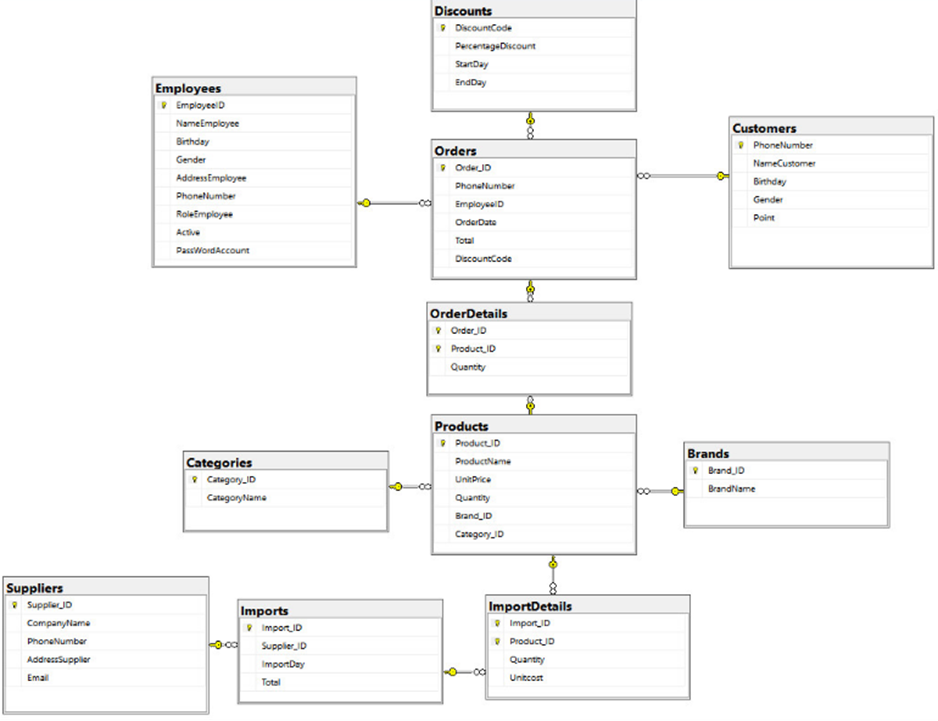 Discounts
DiscountCode
PercentageDiscount
StartDay
EndDay
Employees
EmployeeID
NameEmployee
Birthday
Gender
AddressEmployee
PhoneNumber
RoleEmployee
Active
PassWordAccount
Orders
Order_ID
PhoneNumber
EmployeeID
OrderDate
Total
DiscountCode
Customers
PhoneNumber
NameCustomer
Birthday
Gender
Point
OrderDetails
Order_ID
Product_ID
Quantity
Products
Product_ID
ProductName
UnitPrice
Quantity
Brand_ID
Category_ID
Categories
Category_ID
CategoryName
Brands
Brand_ID
BrandName
Suppliers
Supplier_ID
CompanyName
PhoneNumber
AddressSupplier
Email
Imports
Import_ID
Supplier_ID
ImportDay
Total
ImportDetails
Import_ID
Product_ID
Quantity
Unitcost